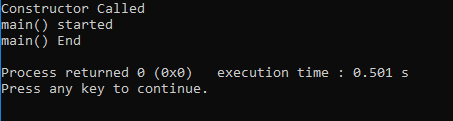 Constructor Called
main() started
main() End
Process returned 0 (0x0)   execution time : 0.501 s
Press any key to continue.